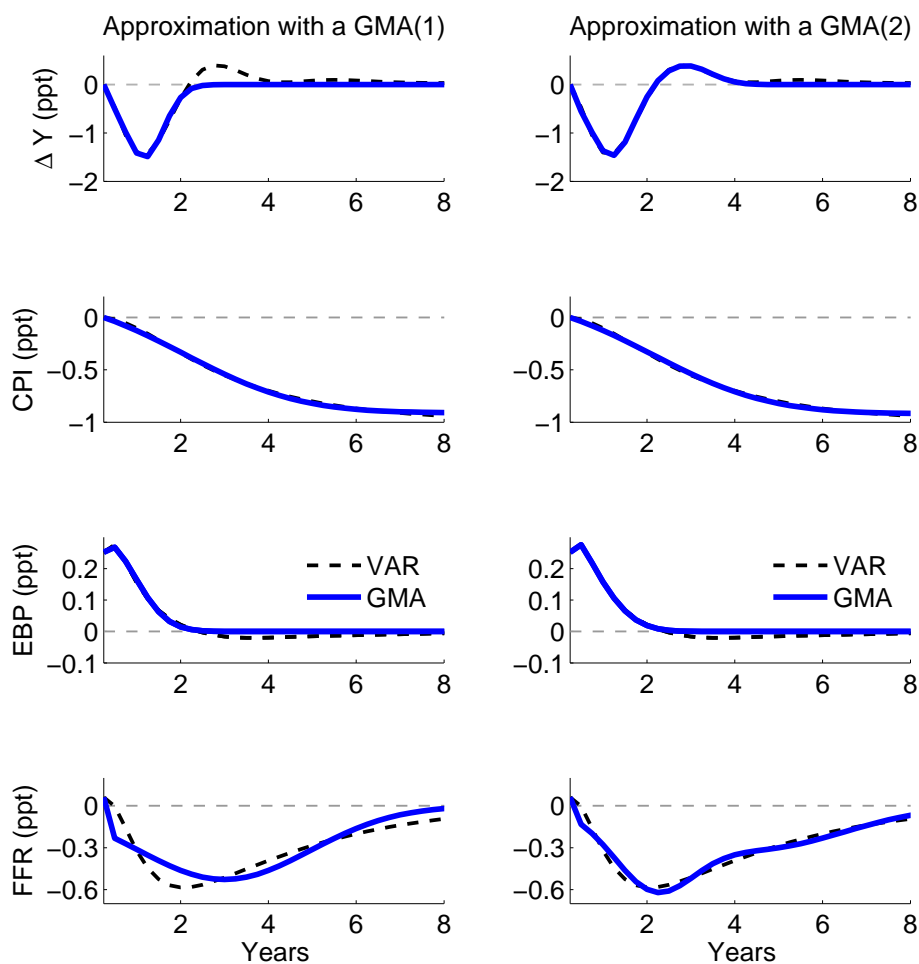 Approximation with a GMA(1)
Approximation with a GMA(2)
Δ Y (ppt)
0
−1
−2
2 4 6 8
0
−1
−2
2 4 6 8
CPI (ppt)
0
−0.5
−1
2 4 6 8
0
−0.5
−1
2 4 6 8
EBP (ppt)
0.2
0.1
0
−0.1
VAR
GMA
2 4 6 8
0.2
0.1
0
−0.1
VAR
GMA
2 4 6 8
FFR (ppt)
0
−0.3
−0.6
2 4 6 8
Years
0
−0.3
−0.6
2 4 6 8
Years